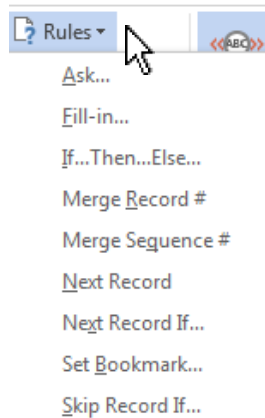 Rules
«ABC»
Ask...
Fill-in...
If...Then...Else...
Merge Record #
Merge Sequence #
Next Record
Next Record If...
Set Bookmark...
Skip Record If...